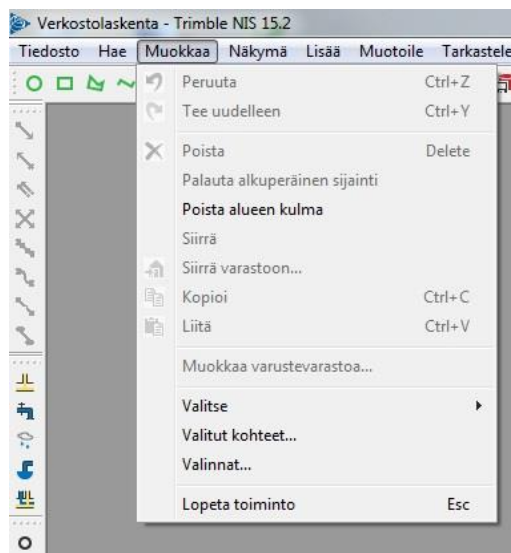 Verkostolaskenta - Trimble NIS 15.2
Tiedosto Hae Muokkaa Näkymä Lisää Muotoile Tarkastele
Peruuta Ctrl+Z
Tee uudelleen Ctrl+Y
Poista Delete
Palauta alkuperäinen sijainti
Poista alueen kulma
Siirrä
Siirrä varastoon...
Kopioi Ctrl+C
Liitä Ctrl+V
Muokkaa varustevarastoa...
Valitse
Valitut kohteet...
Valinnat...
Lopeta toiminto Esc